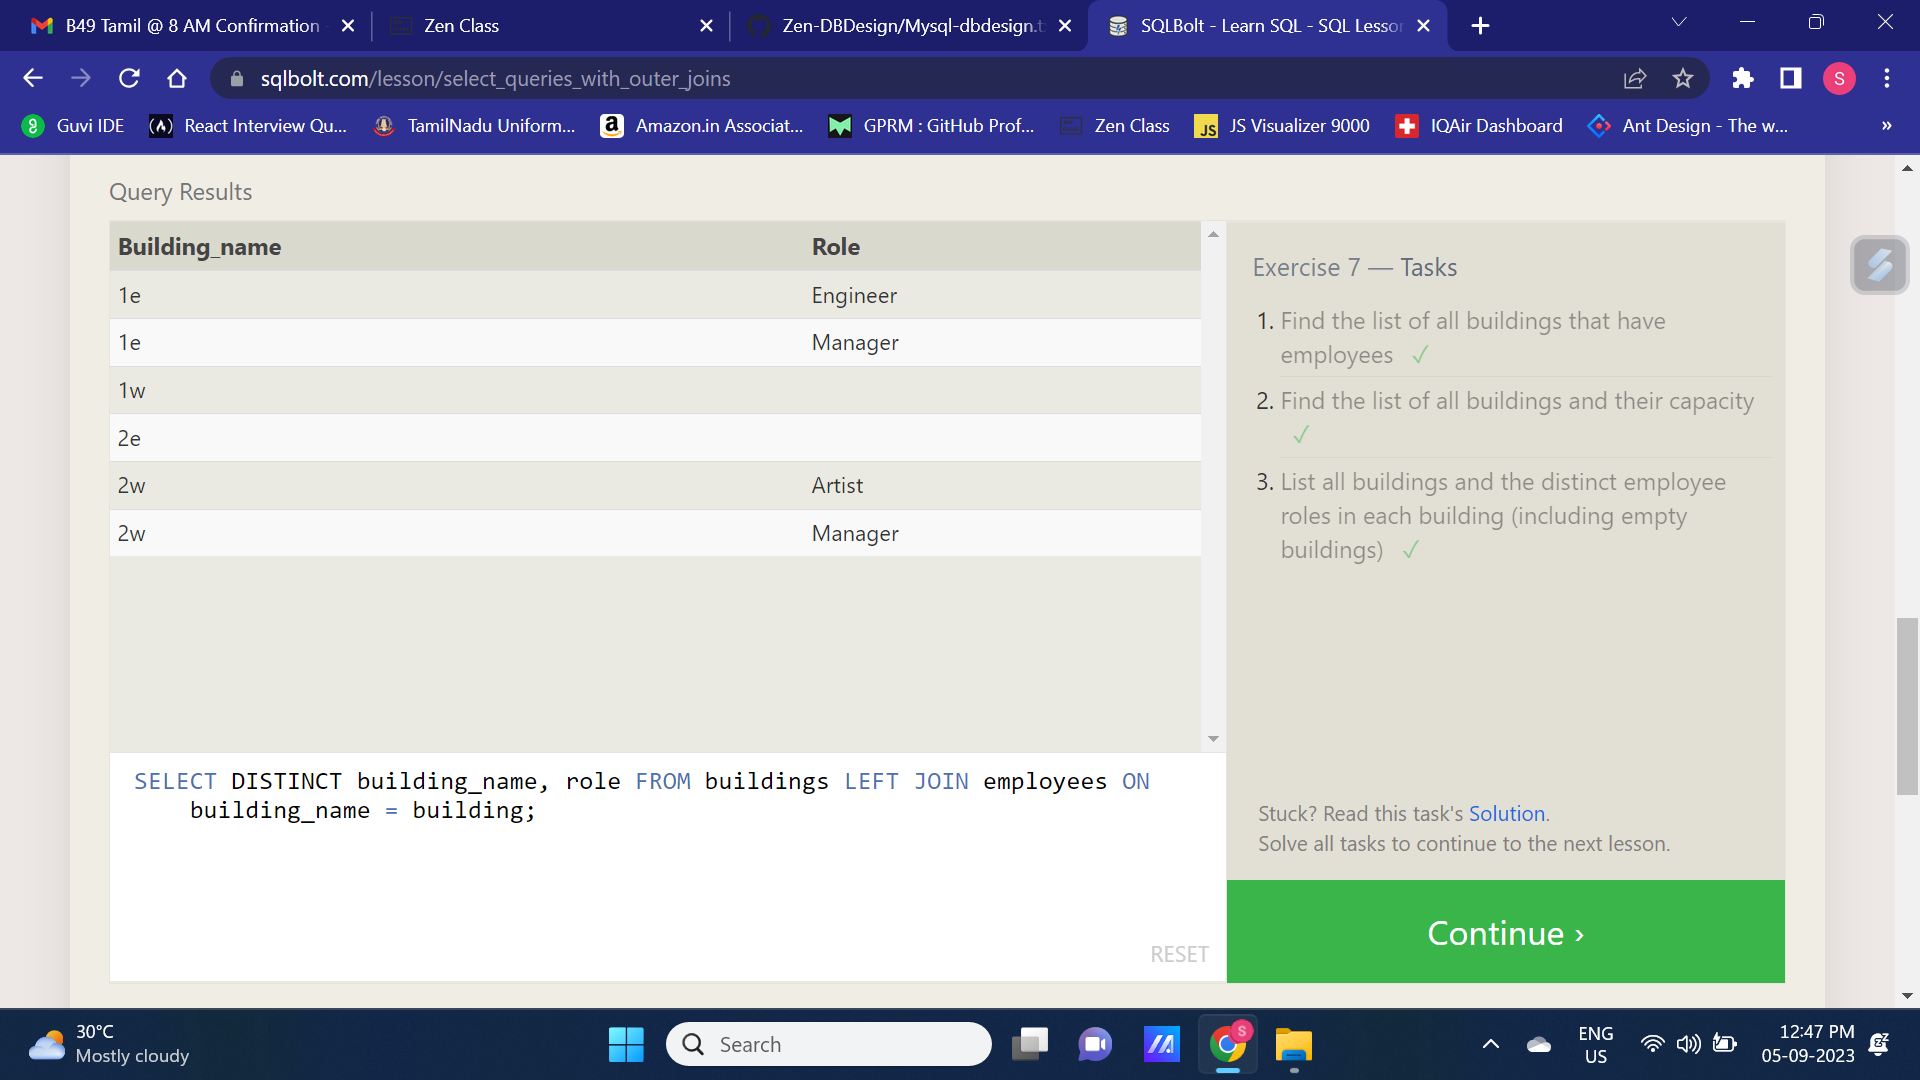 B49 Tamil @ 8 AM Confirmation
Zen Class
Zen-DBDesign/Mysql-dbdesign.t
SQLBolt - Learn SQL - SQL Lesson
sqlbolt.com/lesson/select_queries_with_outer_joins
S
Guvi IDE
React Interview Qu...
TamilNadu Uniform...
Amazon.in Associat...
GPRM : GitHub Prof...
Zen Class
JS
JS Visualizer 9000
IQAir Dashboard
Ant Design - The w...
»
Query Results
Building_name Role
1e Engineer
1e Manager
1w
2e
2w Artist
2w Manager
Exercise 7 — Tasks
1. Find the list of all buildings that have
employees ✓
2. Find the list of all buildings and their capacity
✓
3. List all buildings and the distinct employee
roles in each building (including empty
buildings) ✓
SELECT DISTINCT building_name, role FROM buildings LEFT JOIN employees ON
building_name = building;
RESET
Stuck? Read this task's Solution.
Solve all tasks to continue to the next lesson.
Continue ›
30°C
Mostly cloudy
Search
S
ENG
US
12:47 PM
05-09-2023